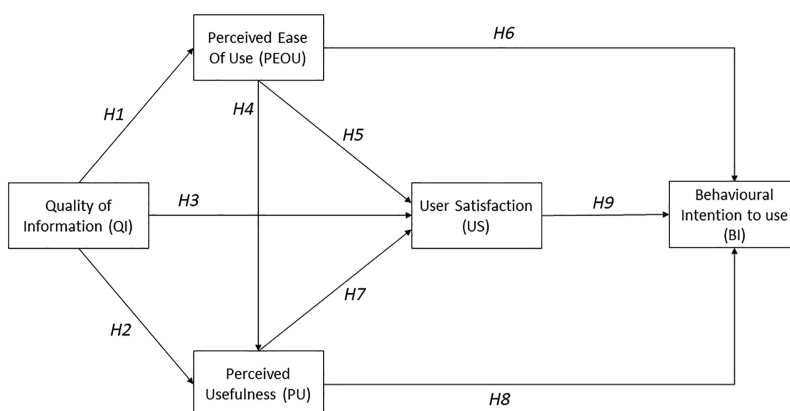 Perceived Ease
Of Use (PEOU)
H6
H1
H4
H5
Quality of
Information (QI)
H3
User Satisfaction
(US)
H9
Behavioural
Intention to use
(BI)
H2
H7
Perceived
Usefulness (PU)
H8